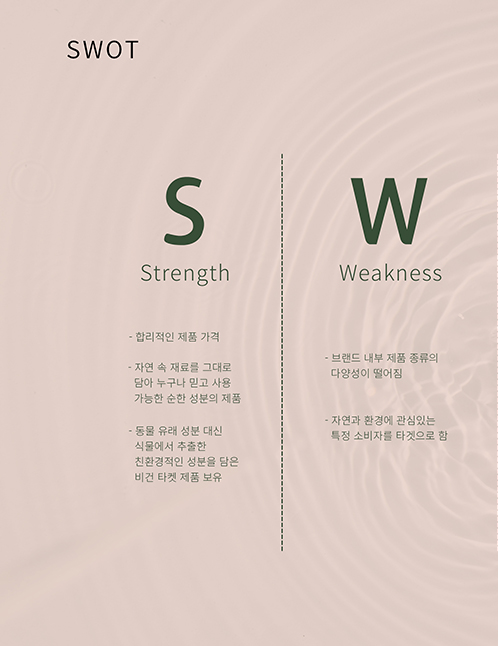 SWOT
S
Strength
- 합리적인 제품 가격
- 자연 속 재료를 그대로
담아 누구나 믿고 사용
가능한 순한 성분의 제품
- 동물 유래 성분 대신
식물에서 추출한
친환경적인 성분을 담은
비건 타켓 제품 보유
W
Weakness
- 브랜드 내부 제품 종류의
다양성이 떨어짐
- 자연과 환경에 관심있는
특정 소비자를 타겟으로 함